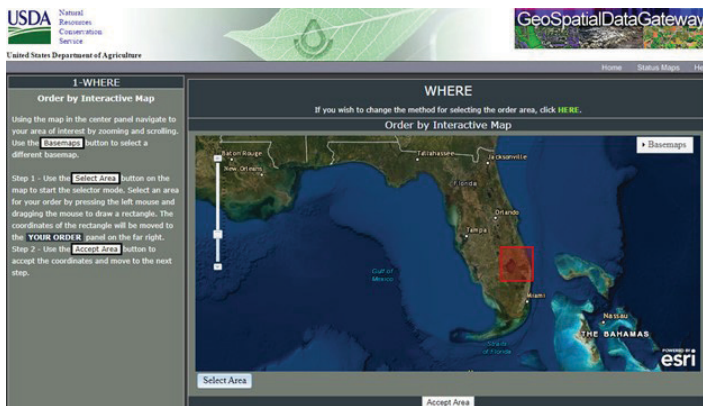 USDA
Natural
Resources
Conservation
Service
United States Department of Agriculture
GeoSpatialDataGateway
Home Status Maps He
1-WHERE
Order by Interactive Map
Using the map in the center panel navigate to
your area of interest by zooming and scrolling.
Use the Basemaps button to select a
different basemap.
Step 1 - Use the Select Area button on the
map to start the selector mode. Select an area
for your order by pressing the left mouse and
dragging the mouse to draw a rectangle. The
coordinates of the rectangle will be moved to
the YOUR ORDER panel on the far right.
Step 2 - Use the Accept Area button to
accept the coordinates and move to the next
step.
WHERE
If you wish to change the method for selecting the order area, click HERE.
Order by Interactive Map
Basemaps
Baton Rouge
New Orleans
Tallahassee
Jacksonville
Florida
Orlando
Tampa
Gulf of
Mexico
Miami
Nassau
THE BAHAMAS
Straits
of Florida
POWERED BY
esri
Select Area
Accept Area